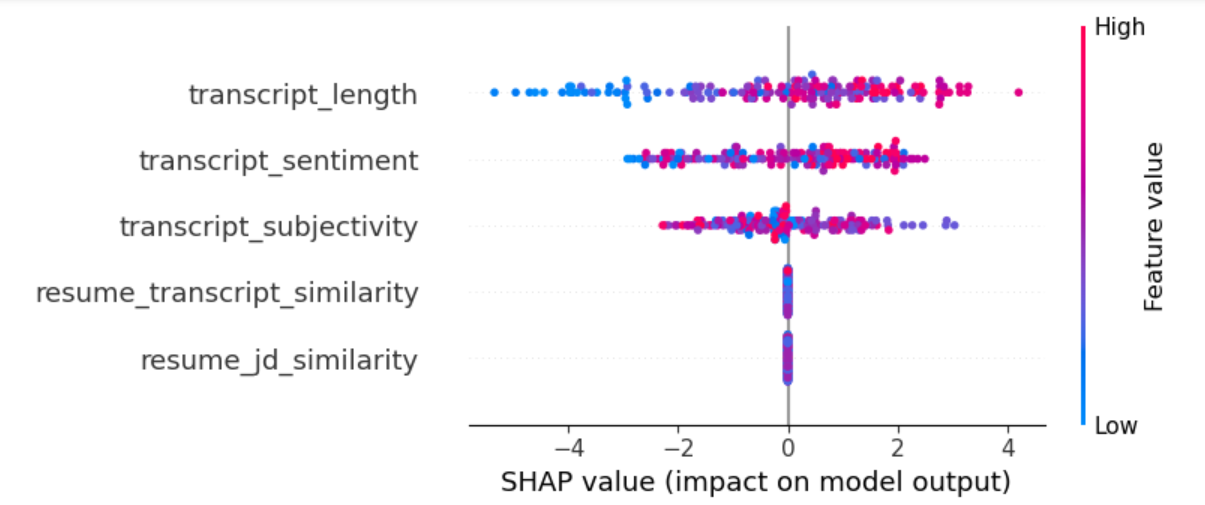 High
transcript_length
transcript_sentiment
transcript_subjectivity
resume_transcript_similarity
resume_jd_similarity
Feature value
Low
−4 −2 0 2 4
SHAP value (impact on model output)